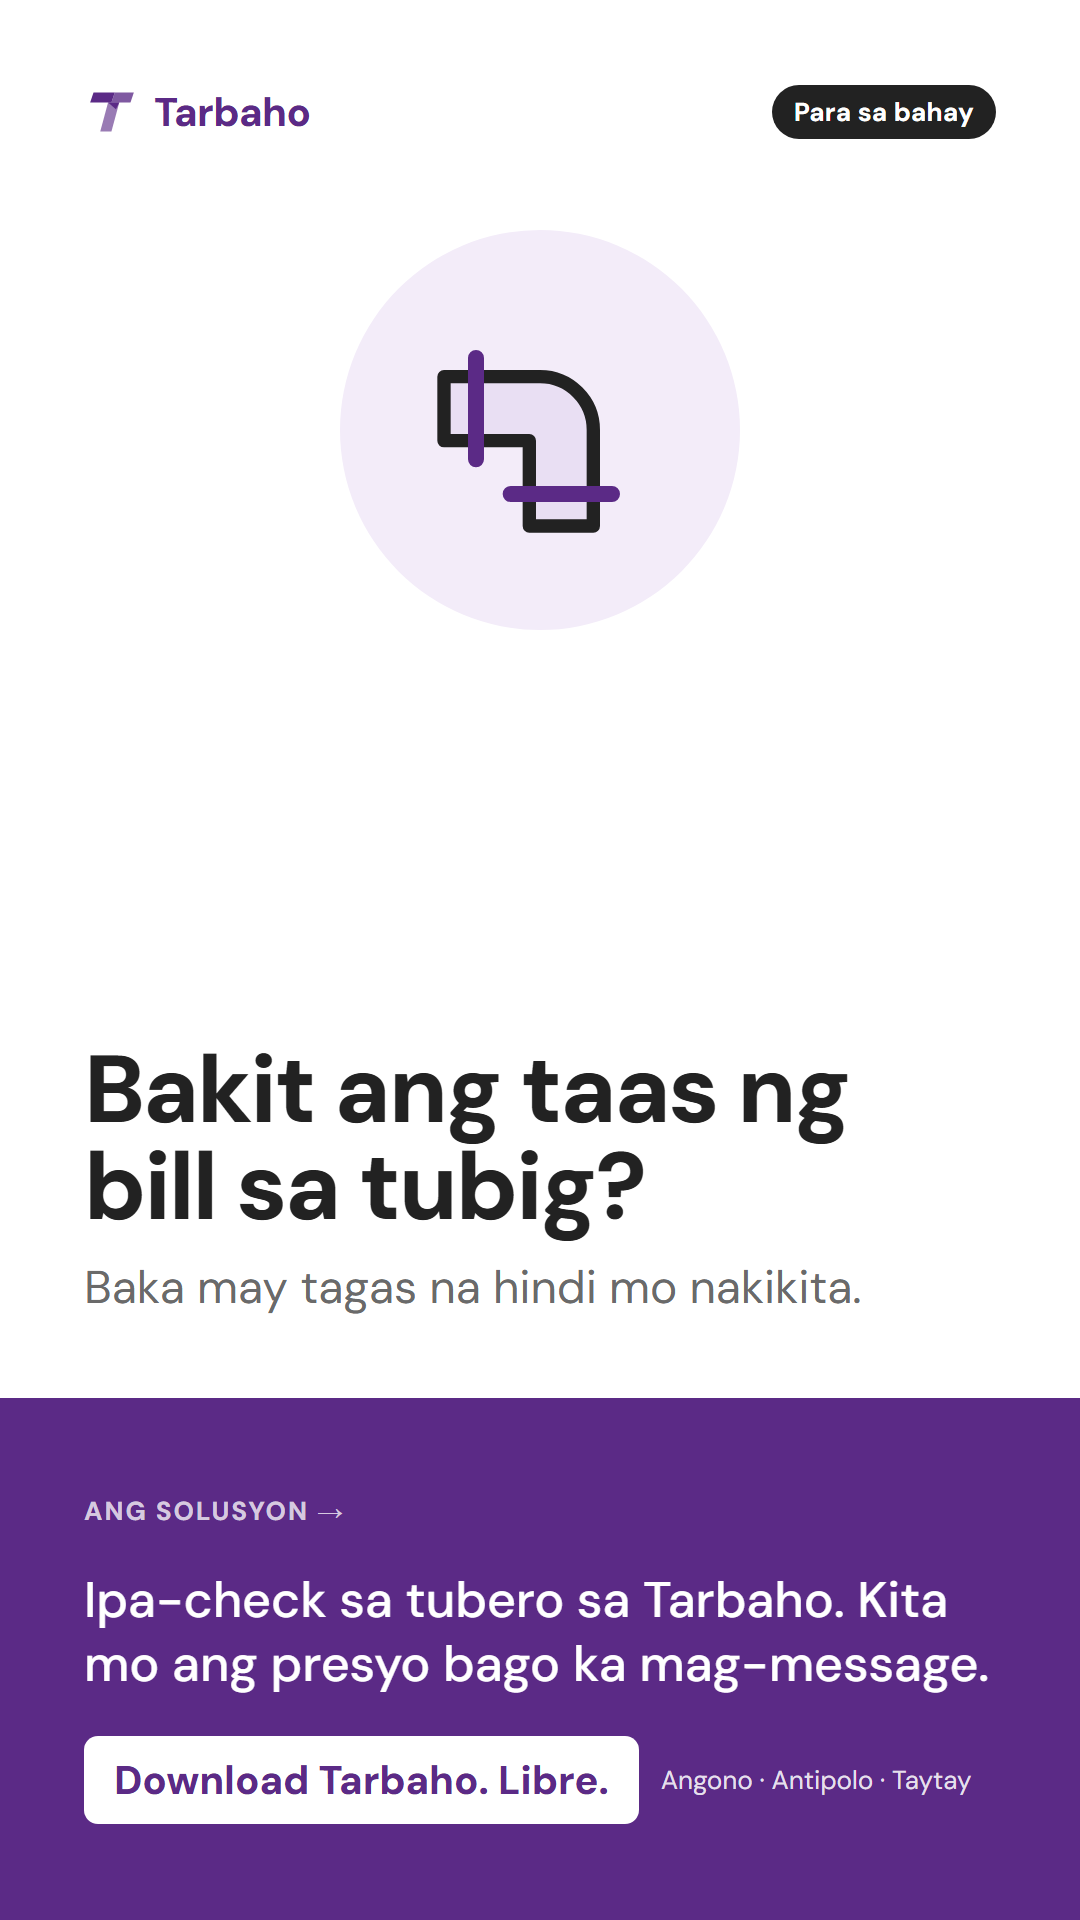 Tarbaho
Para sa bahay
Bakit ang taas ng
bill sa tubig?
Baka may tagas na hindi mo nakikita.
ANG SOLUSYON →
Ipa-check sa tubero sa Tarbaho. Kita
mo ang presyo bago ka mag-message.
Download Tarbaho. Libre.
Angono · Antipolo · Taytay